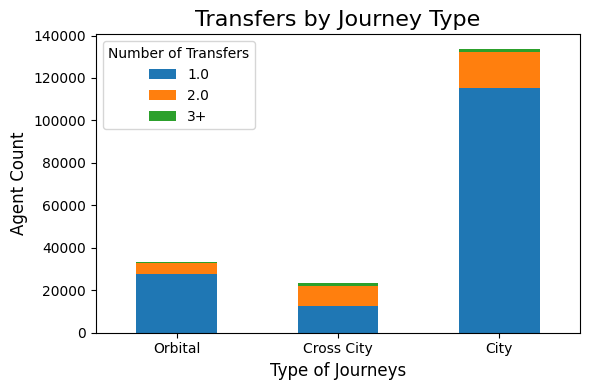 Transfers by Journey Type
Number of Transfers
1.0
2.0
3+
140000
120000
100000
80000
60000
40000
20000
0
Agent Count
Orbital
Cross City
City
Type of Journeys